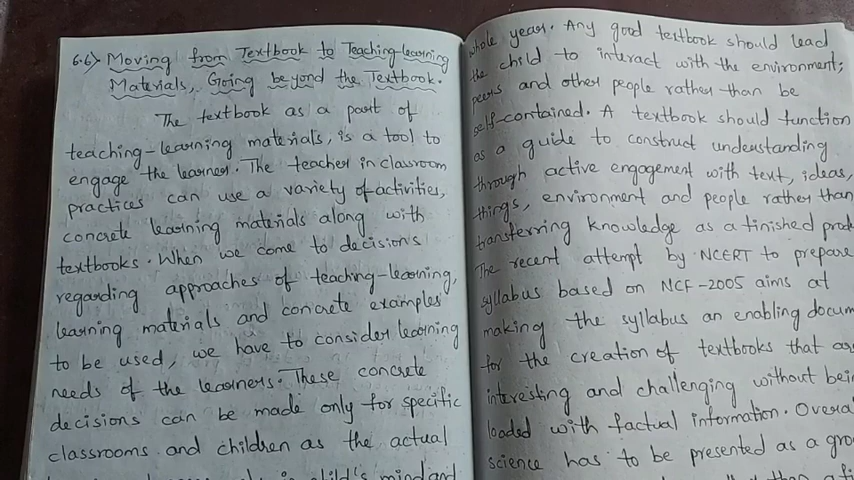 6.6) Moving from Textbook to Teaching-learning
Materials, Going beyond the Textbook.
The textbook as a part of
teaching-learning materials, is a tool to
engage the learner. The teacher in classroom
practices can use a variety of activities,
concrete learning materials along with
textbooks. When we come to decisions
regarding approaches of teaching-learning,
learning materials and concrete examples
to be used, we have to consider learning
needs of the learners. These concrete
decisions can be made only for specific
classrooms and children as the actual
in child's mind and
whole year. Any good textbook should lead
the child to interact with the environment;
peers and other people rather than be
self-contained. A textbook should function
as a guide to construct understanding
through active engagement with text, ideas,
things, environment and people rather than
transferring knowledge as a finished
The recent attempt by NCERT to prepare
syllabus based on NCF-2005 aims at
making the syllabus an enabling
for the creation of textbooks that
interesting and challenging without
loaded with factual information.
science has to be presented as a